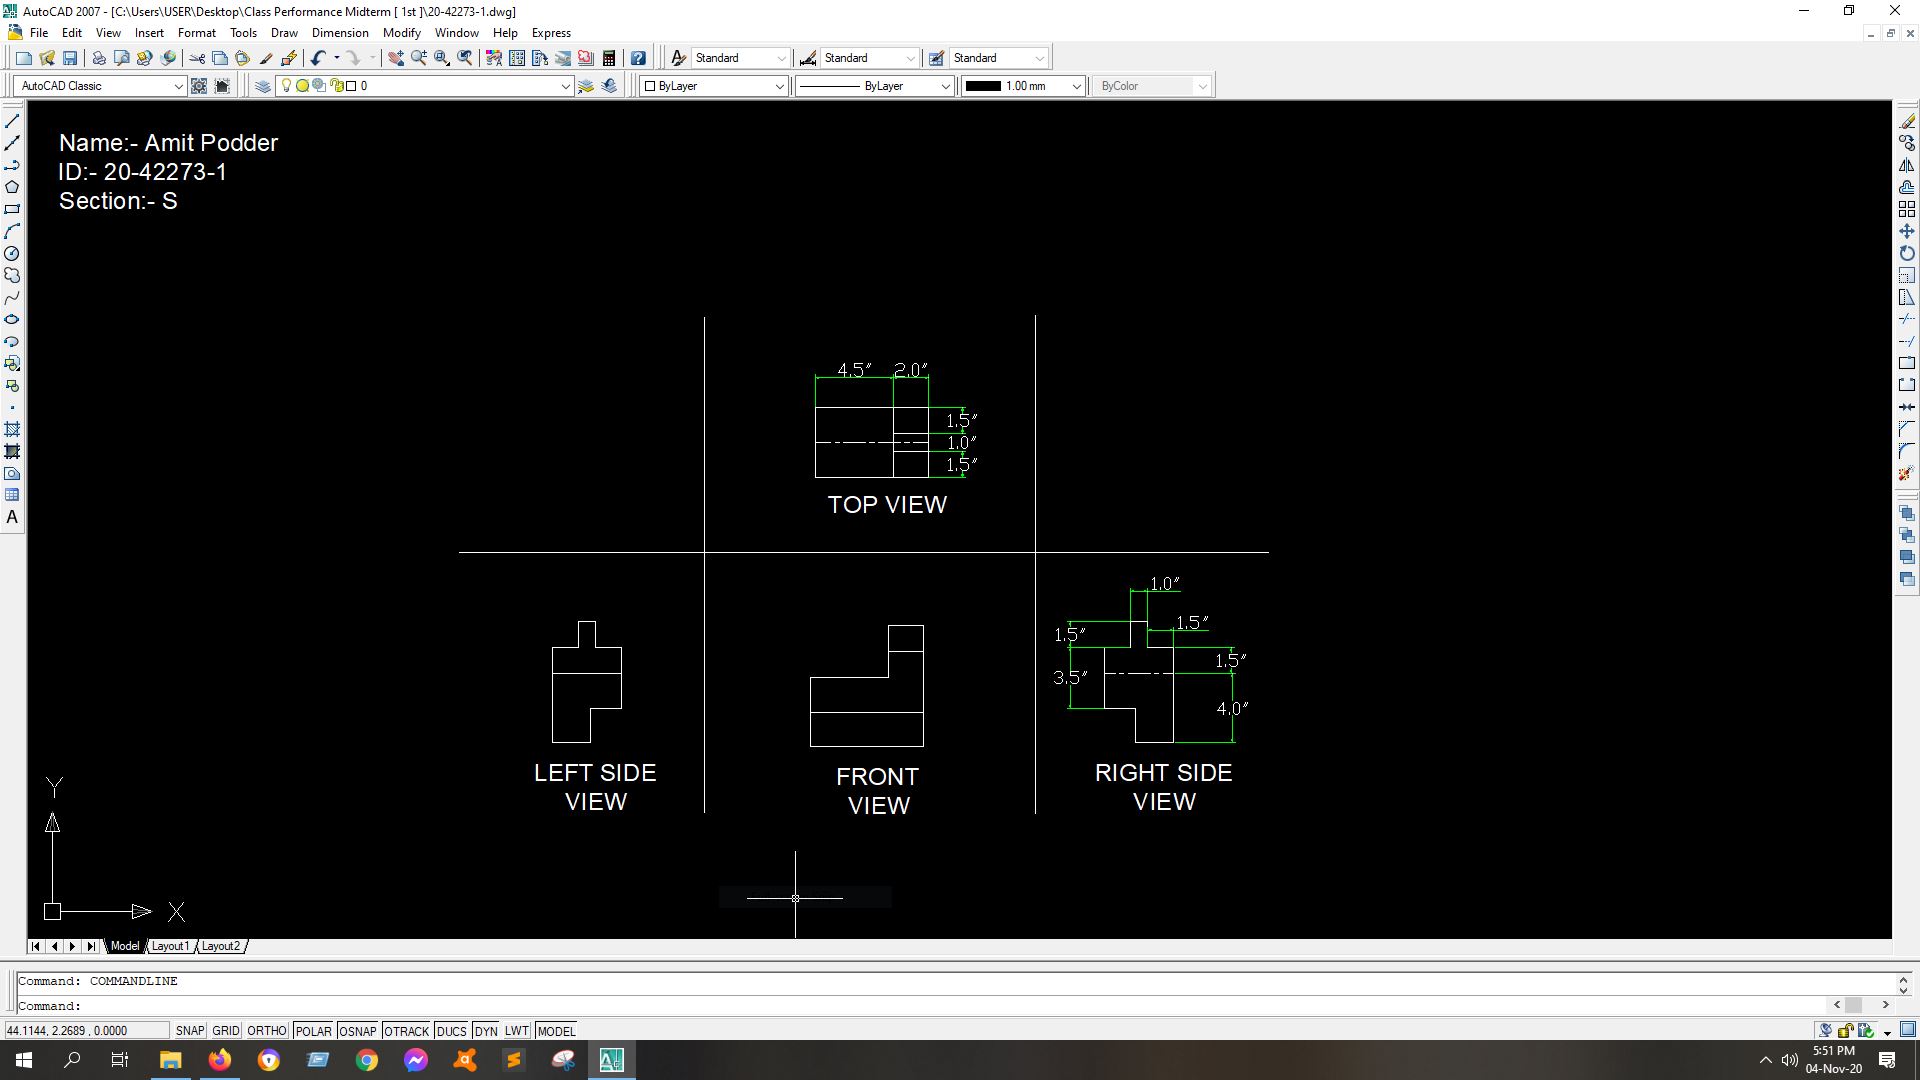 AutoCAD 2007 - [C:\Users\USER\Desktop\Class Performance Midterm [ 1st ]\20-42273-1.dwg]
File Edit View Insert Format Tools Draw Dimension Modify Window Help Express
Standard Standard Standard
AutoCAD Classic 0 ByLayer ByLayer 1.00 mm ByColor
Name:- Amit Podder
ID:- 20-42273-1
Section:- S
4.5″ 2.0″
1.5″
1.0″
1.5″
TOP VIEW
1.0″
1.5″
1.5″
1.5″
3.5″
4.0″
LEFT SIDE
VIEW
FRONT
VIEW
RIGHT SIDE
VIEW
Y
X
A
Model Layout1 Layout2
Command: COMMANDLINE
Command:
44.1144, 2.2689 , 0.0000 SNAP GRID ORTHO POLAR OSNAP OTRACK DUCS DYN LWT MODEL
5:51 PM
04-Nov-20